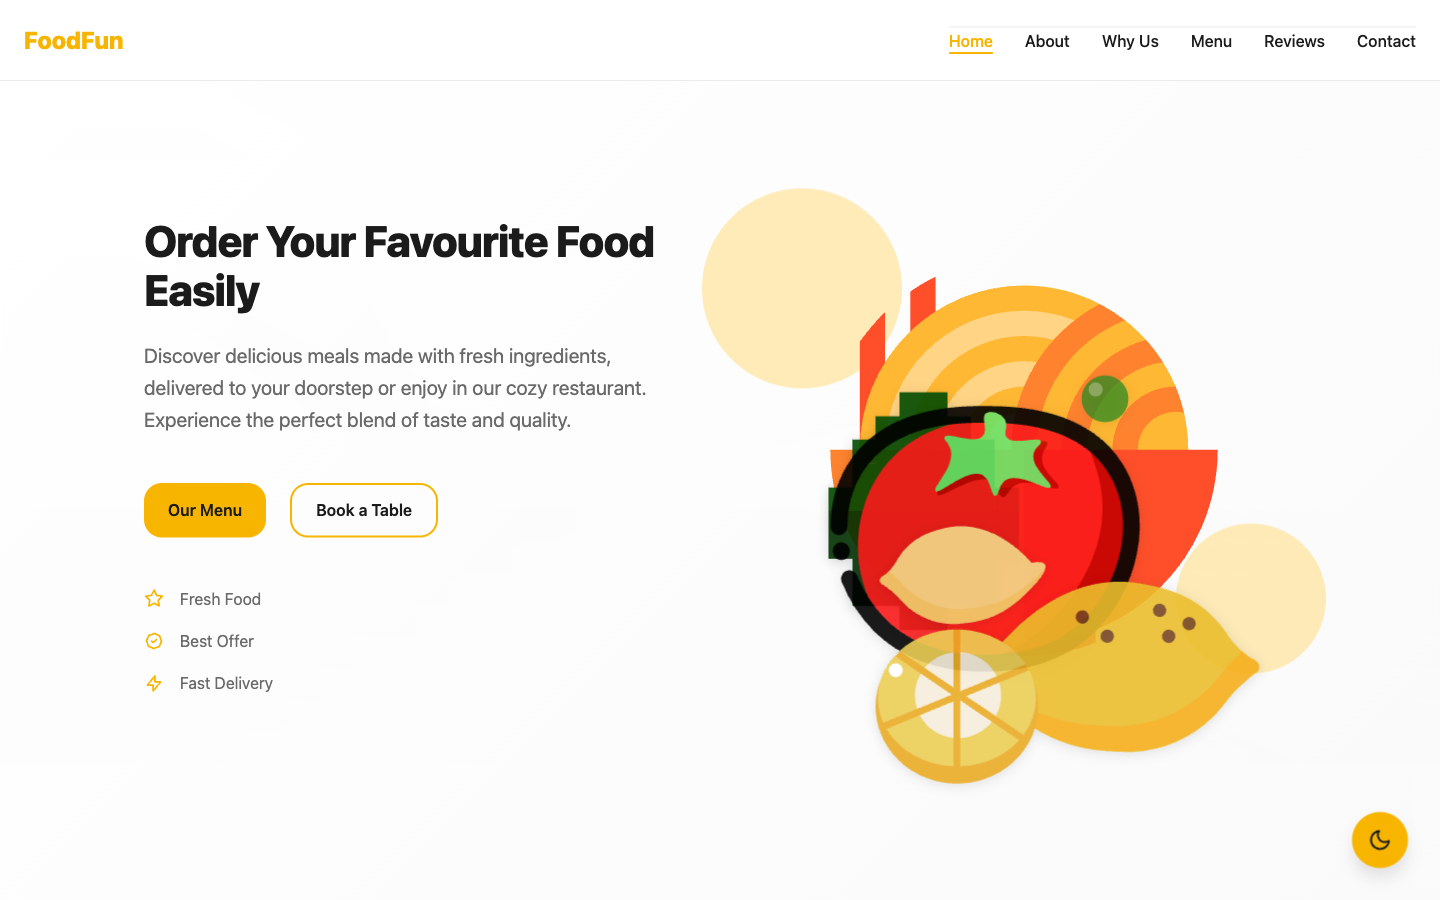 FoodFun
Home
About
Why Us
Menu
Reviews
Contact
Order Your Favourite Food
Easily
Discover delicious meals made with fresh ingredients,
delivered to your doorstep or enjoy in our cozy restaurant.
Experience the perfect blend of taste and quality.
Our Menu
Book a Table
Fresh Food
Best Offer
Fast Delivery